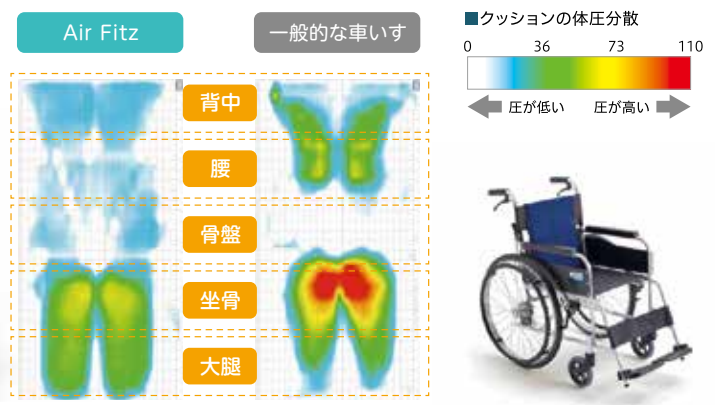 Air Fitz
一般的な車いす
■クッションの体圧分散
0 36 73 110
圧が低い 圧が高い
背中
腰
骨盤
坐骨
大腿